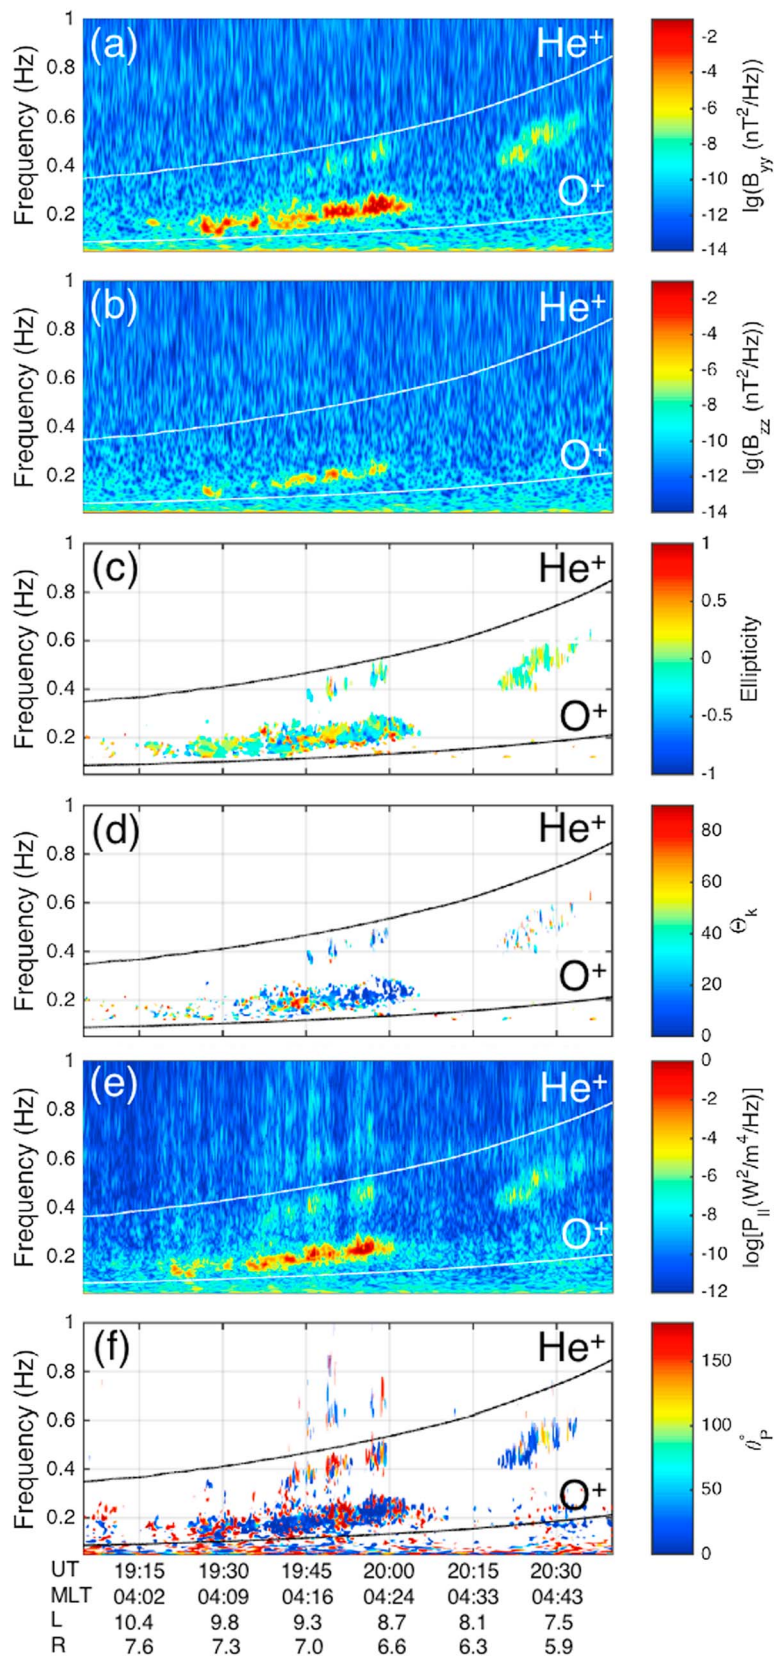 (a) He⁺ O⁺
Frequency (Hz)
1
0.8
0.6
0.4
0.2
-2
-4
-6
-8
-10
-12
-14
lg(B_yy (nT²/Hz))
(b) He⁺ O⁺
Frequency (Hz)
1
0.8
0.6
0.4
0.2
-2
-4
-6
-8
-10
-12
-14
lg(B_zz (nT²/Hz))
(c) He⁺ O⁺
Frequency (Hz)
1
0.8
0.6
0.4
0.2
1
0.5
0
-0.5
-1
Ellipticity
(d) He⁺ O⁺
Frequency (Hz)
1
0.8
0.6
0.4
0.2
80
60
40
20
0
Θ_k
(e) He⁺ O⁺
Frequency (Hz)
1
0.8
0.6
0.4
0.2
0
-2
-4
-6
-8
-10
-12
log[P_||(W²/m⁴/Hz)]
(f) He⁺ O⁺
Frequency (Hz)
1
0.8
0.6
0.4
0.2
150
100
50
0
θ°_P
UT 19:15 19:30 19:45 20:00 20:15 20:30
MLT 04:02 04:09 04:16 04:24 04:33 04:43
L 10.4 9.8 9.3 8.7 8.1 7.5
R 7.6 7.3 7.0 6.6 6.3 5.9